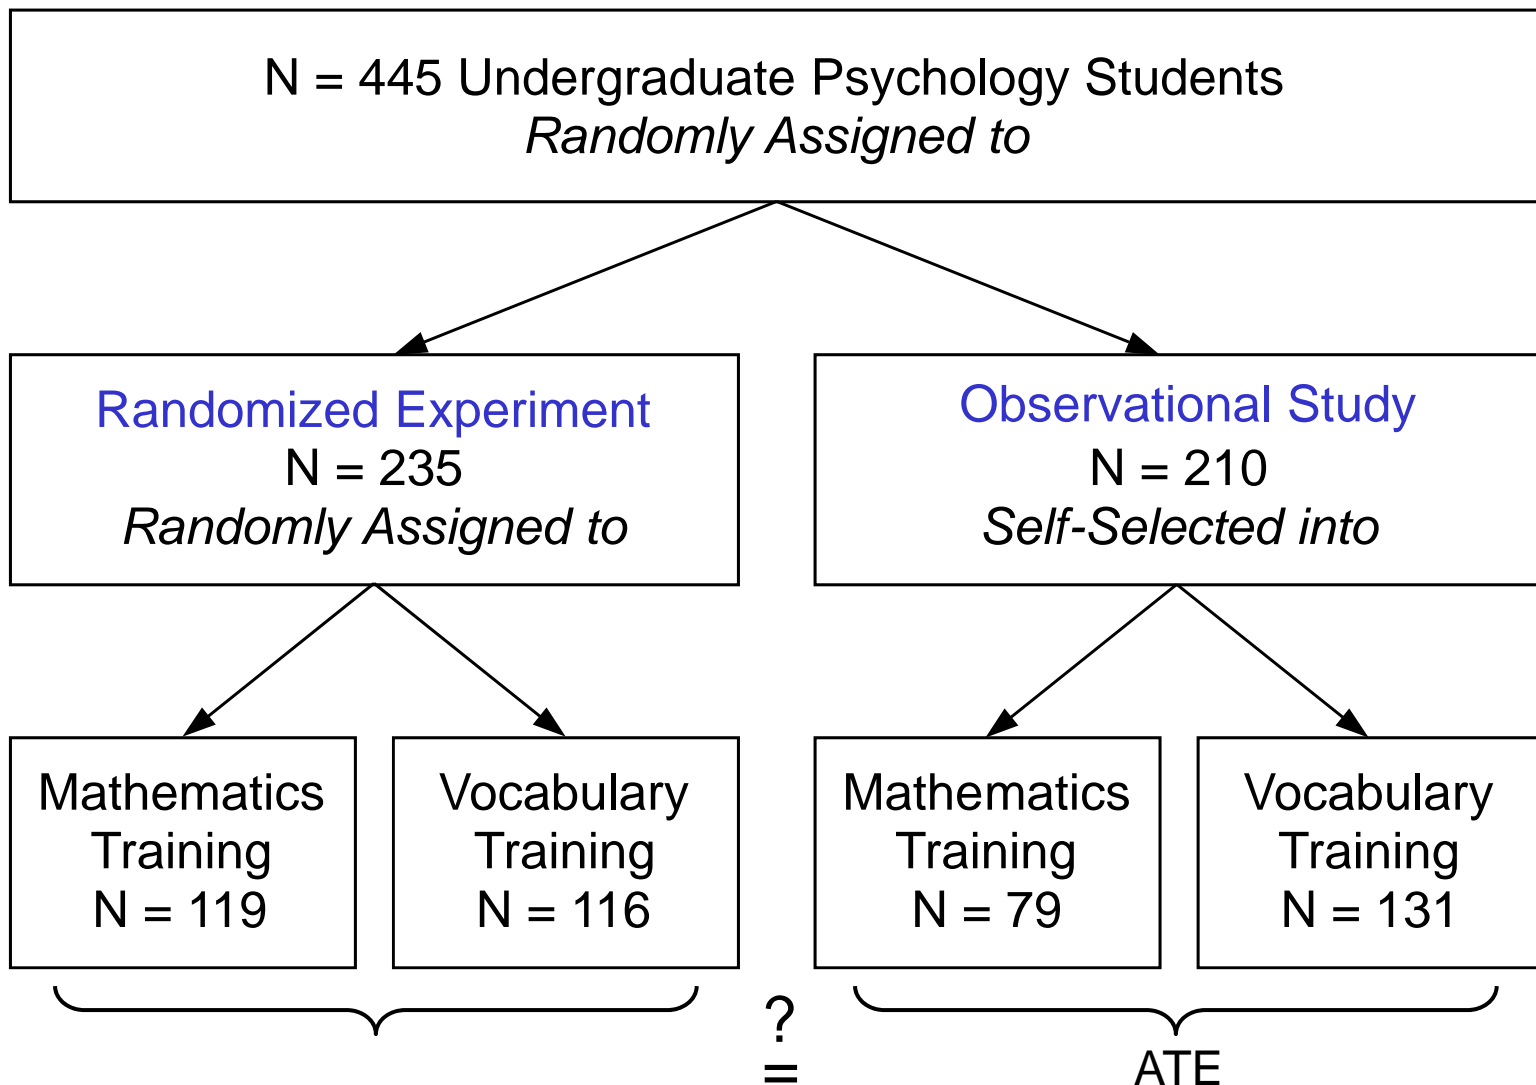 N = 445 Undergraduate Psychology Students
Randomly Assigned to
Randomized Experiment
N = 235
Randomly Assigned to
Observational Study
N = 210
Self-Selected into
Mathematics
Training
N = 119
Vocabulary
Training
N = 116
Mathematics
Training
N = 79
Vocabulary
Training
N = 131
?
=
ATE